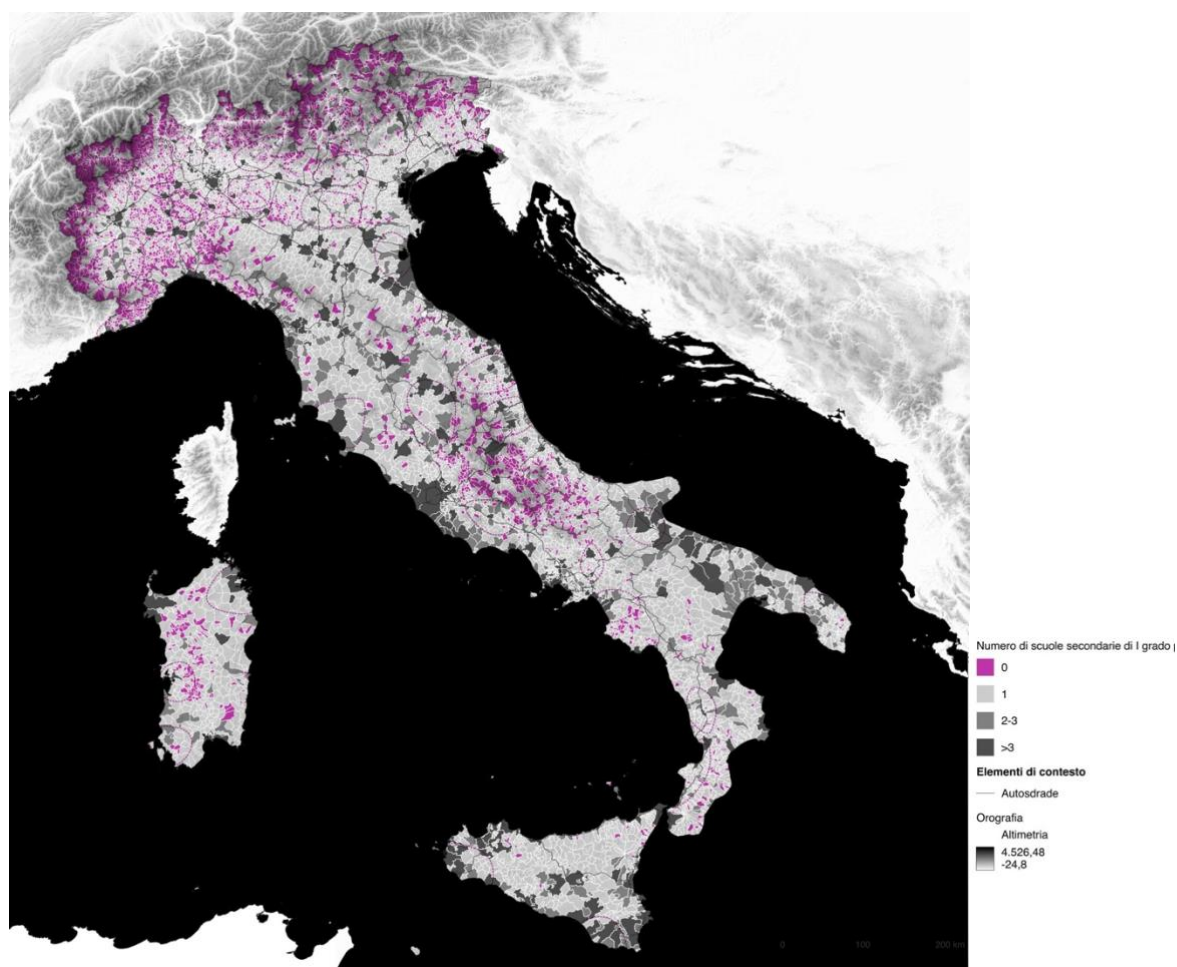 Numero di scuole secondarie di I grado
0
1
2-3
>3
Elementi di contesto
Autosdrade
Orografia
Altimetria
4.526,48
-24,8
0 100 200 km